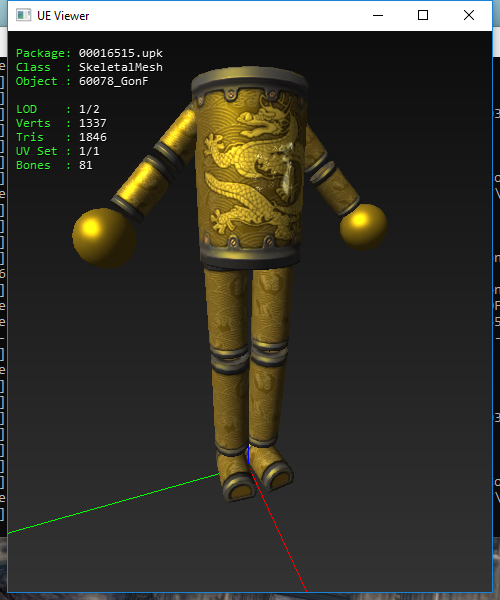 UE Viewer
Package: 00016515.upk
Class  : SkeletalMesh
Object : 60078_GonF
LOD    : 1/2
Verts  : 1337
Tris   : 1846
UV Set : 1/1
Bones  : 81